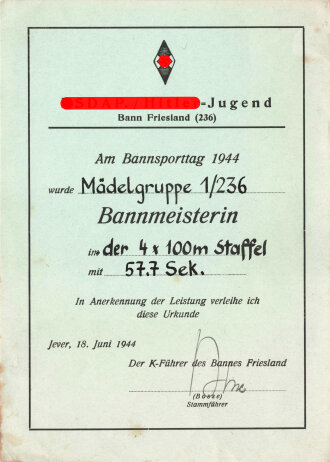 NSDAP./Hitler-Jugend
Bann Friesland (236)
Am Bannsporttag 1944
wurde Mädelgruppe 1/236
Bannmeisterin
in der 4 x 100m Staffel
mit 57.7 Sek.
In Anerkennung der Leistung verleihe ich
diese Urkunde
Jever, 18. Juni 1944
Der K-Führer des Bannes Friesland
Stammführer